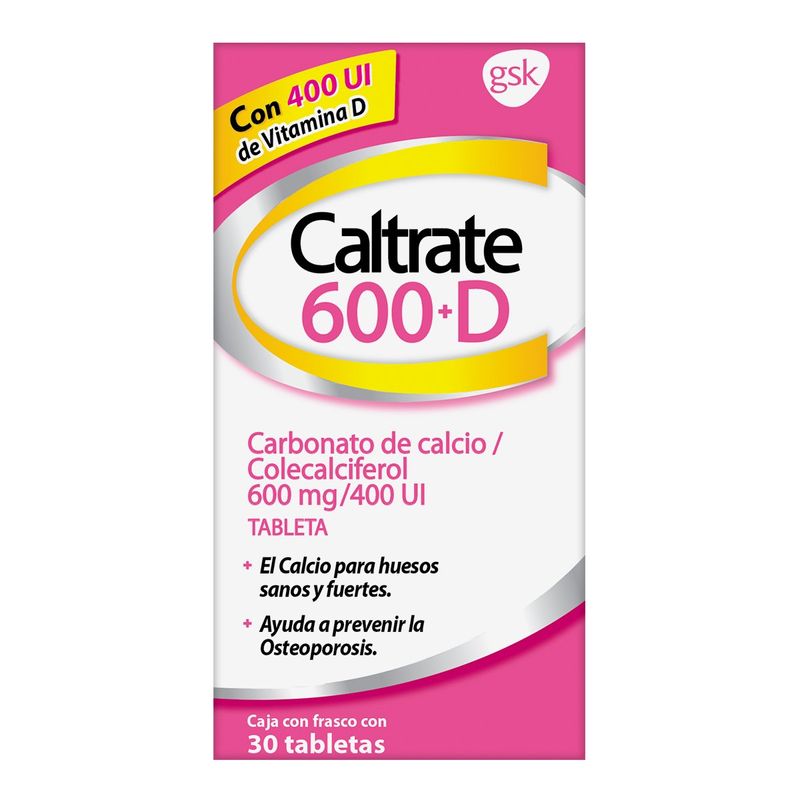 Con 400 UI
de Vitamina D
gsk
Caltrate
600+D
Carbonato de calcio /
Colecalciferol
600 mg/400 UI
TABLETA
+ El Calcio para huesos
sanos y fuertes.
+ Ayuda a prevenir la
Osteoporosis.
Caja con frasco con
30 tabletas